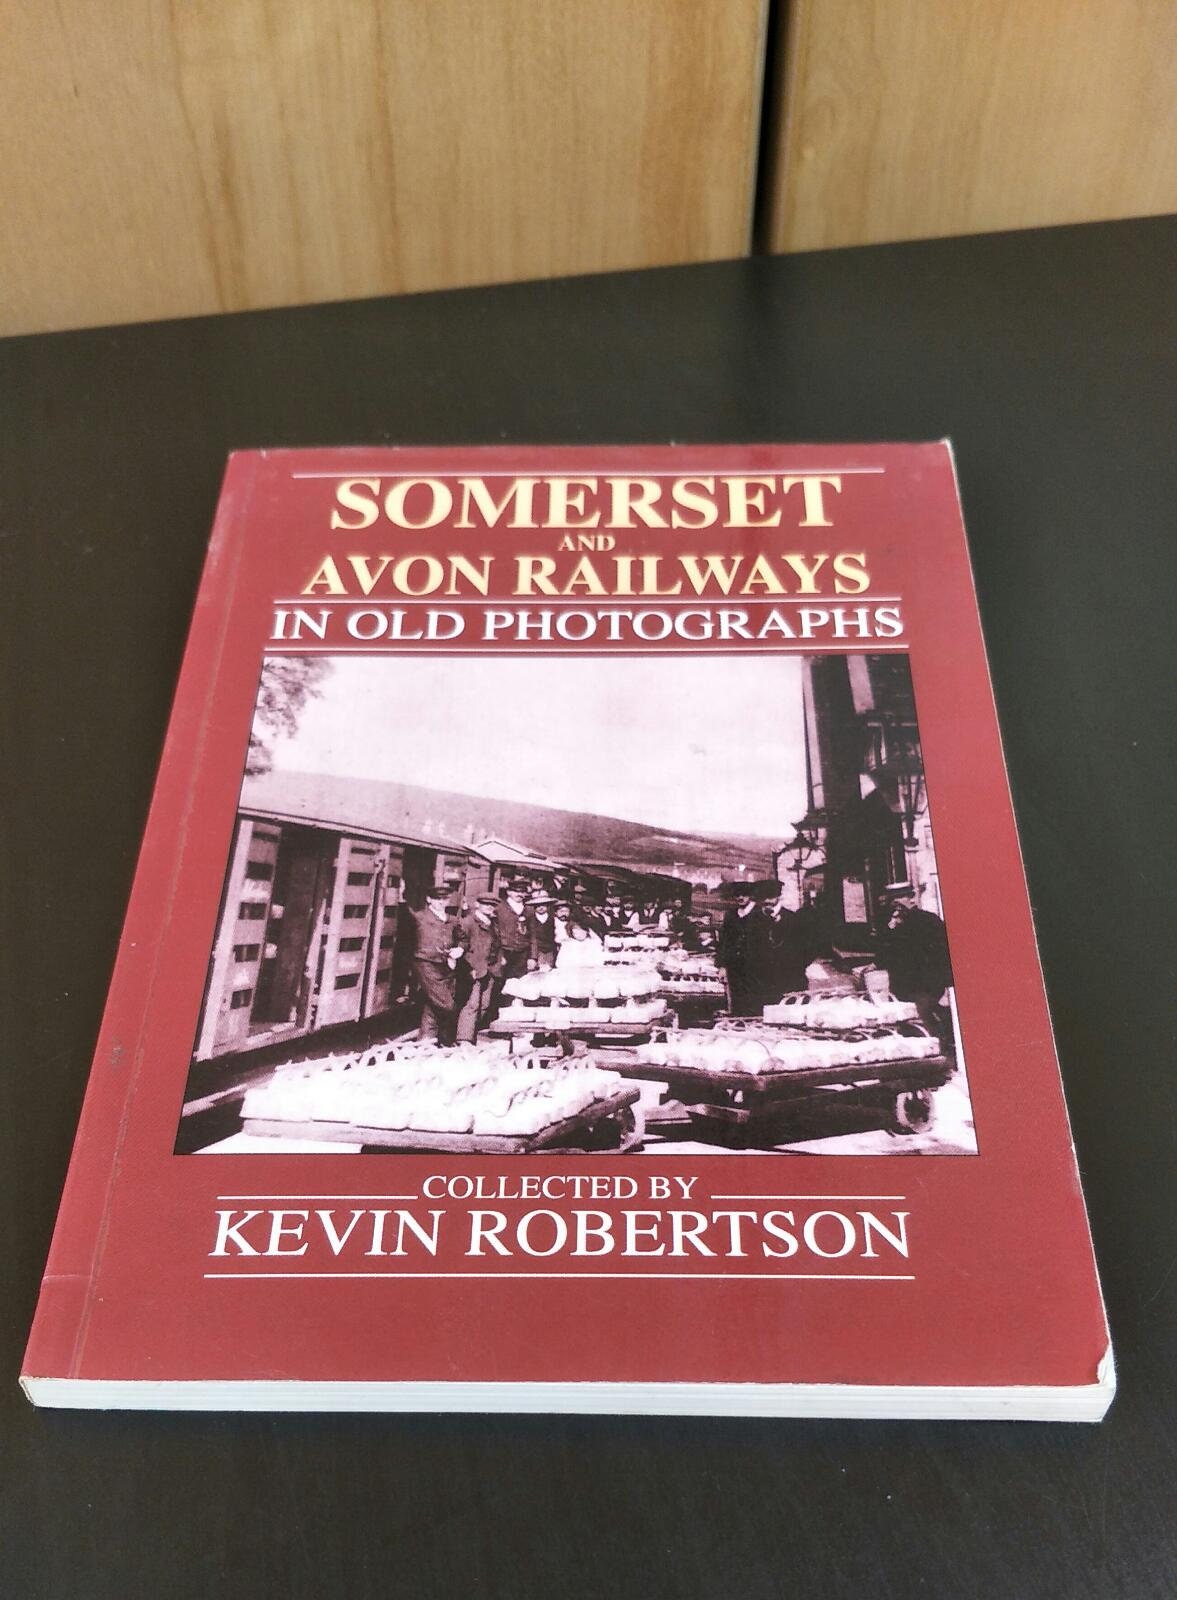 SOMERSET
AND
AVON RAILWAYS
IN OLD PHOTOGRAPHS
COLLECTED BY
KEVIN ROBERTSON